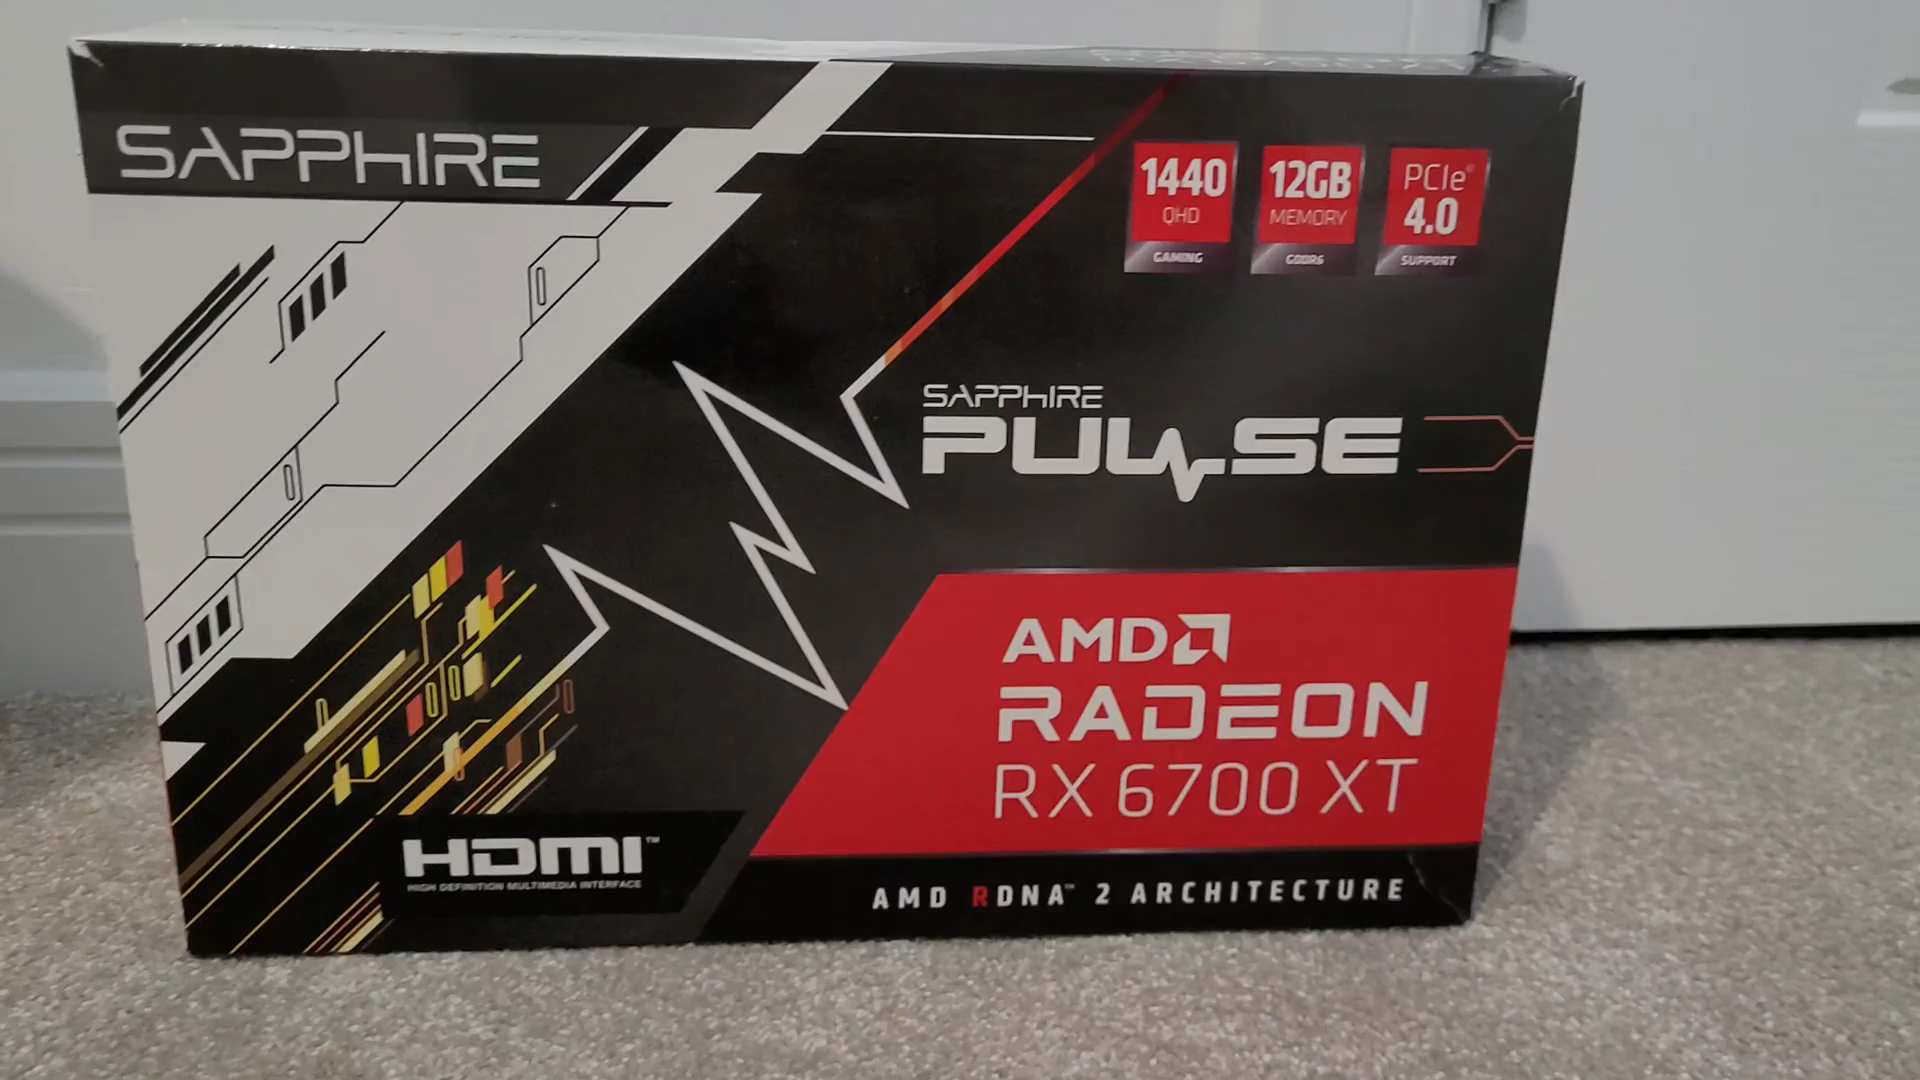 SAPPHIRE
1440
QHD
GAMING
12GB
MEMORY
GDDR6
PCIe®
4.0
SUPPORT
SAPPHIRE
PULSE
AMD
RADEON
RX 6700 XT
HDMI™
HIGH DEFINITION MULTIMEDIA INTERFACE
AMD RDNA™ 2 ARCHITECTURE